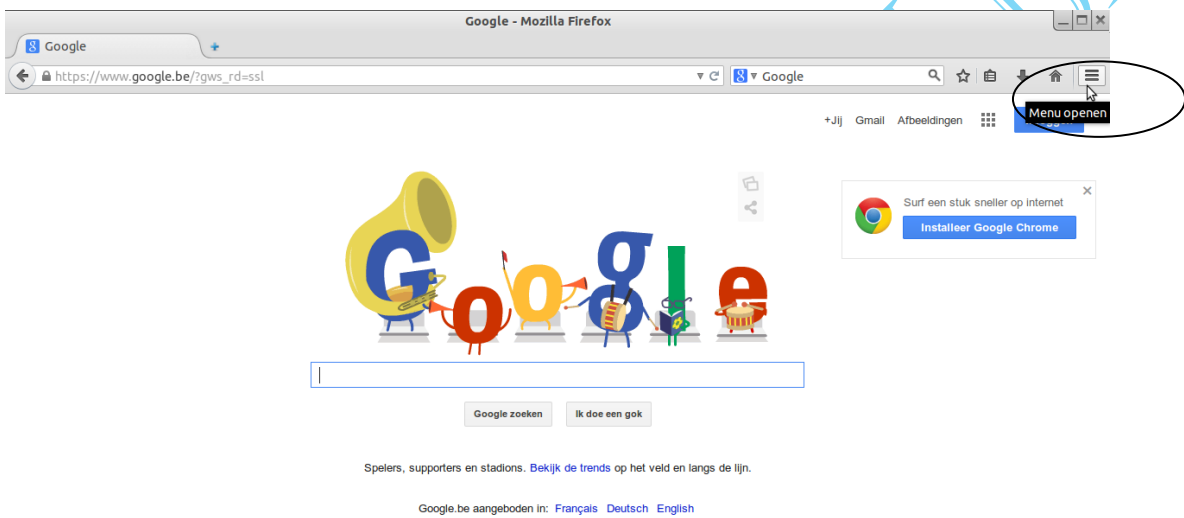 Google - Mozilla Firefox
Google
https://www.google.be/?gws_rd=ssl
Google
Menu openen
+Jij Gmail Afbeeldingen
Surf een stuk sneller op internet
Installeer Google Chrome
Google
Google zoeken
Ik doe een gok
Spelers, supporters en stadions. Bekijk de trends op het veld en langs de lijn.
Google.be aangeboden in: Français Deutsch English